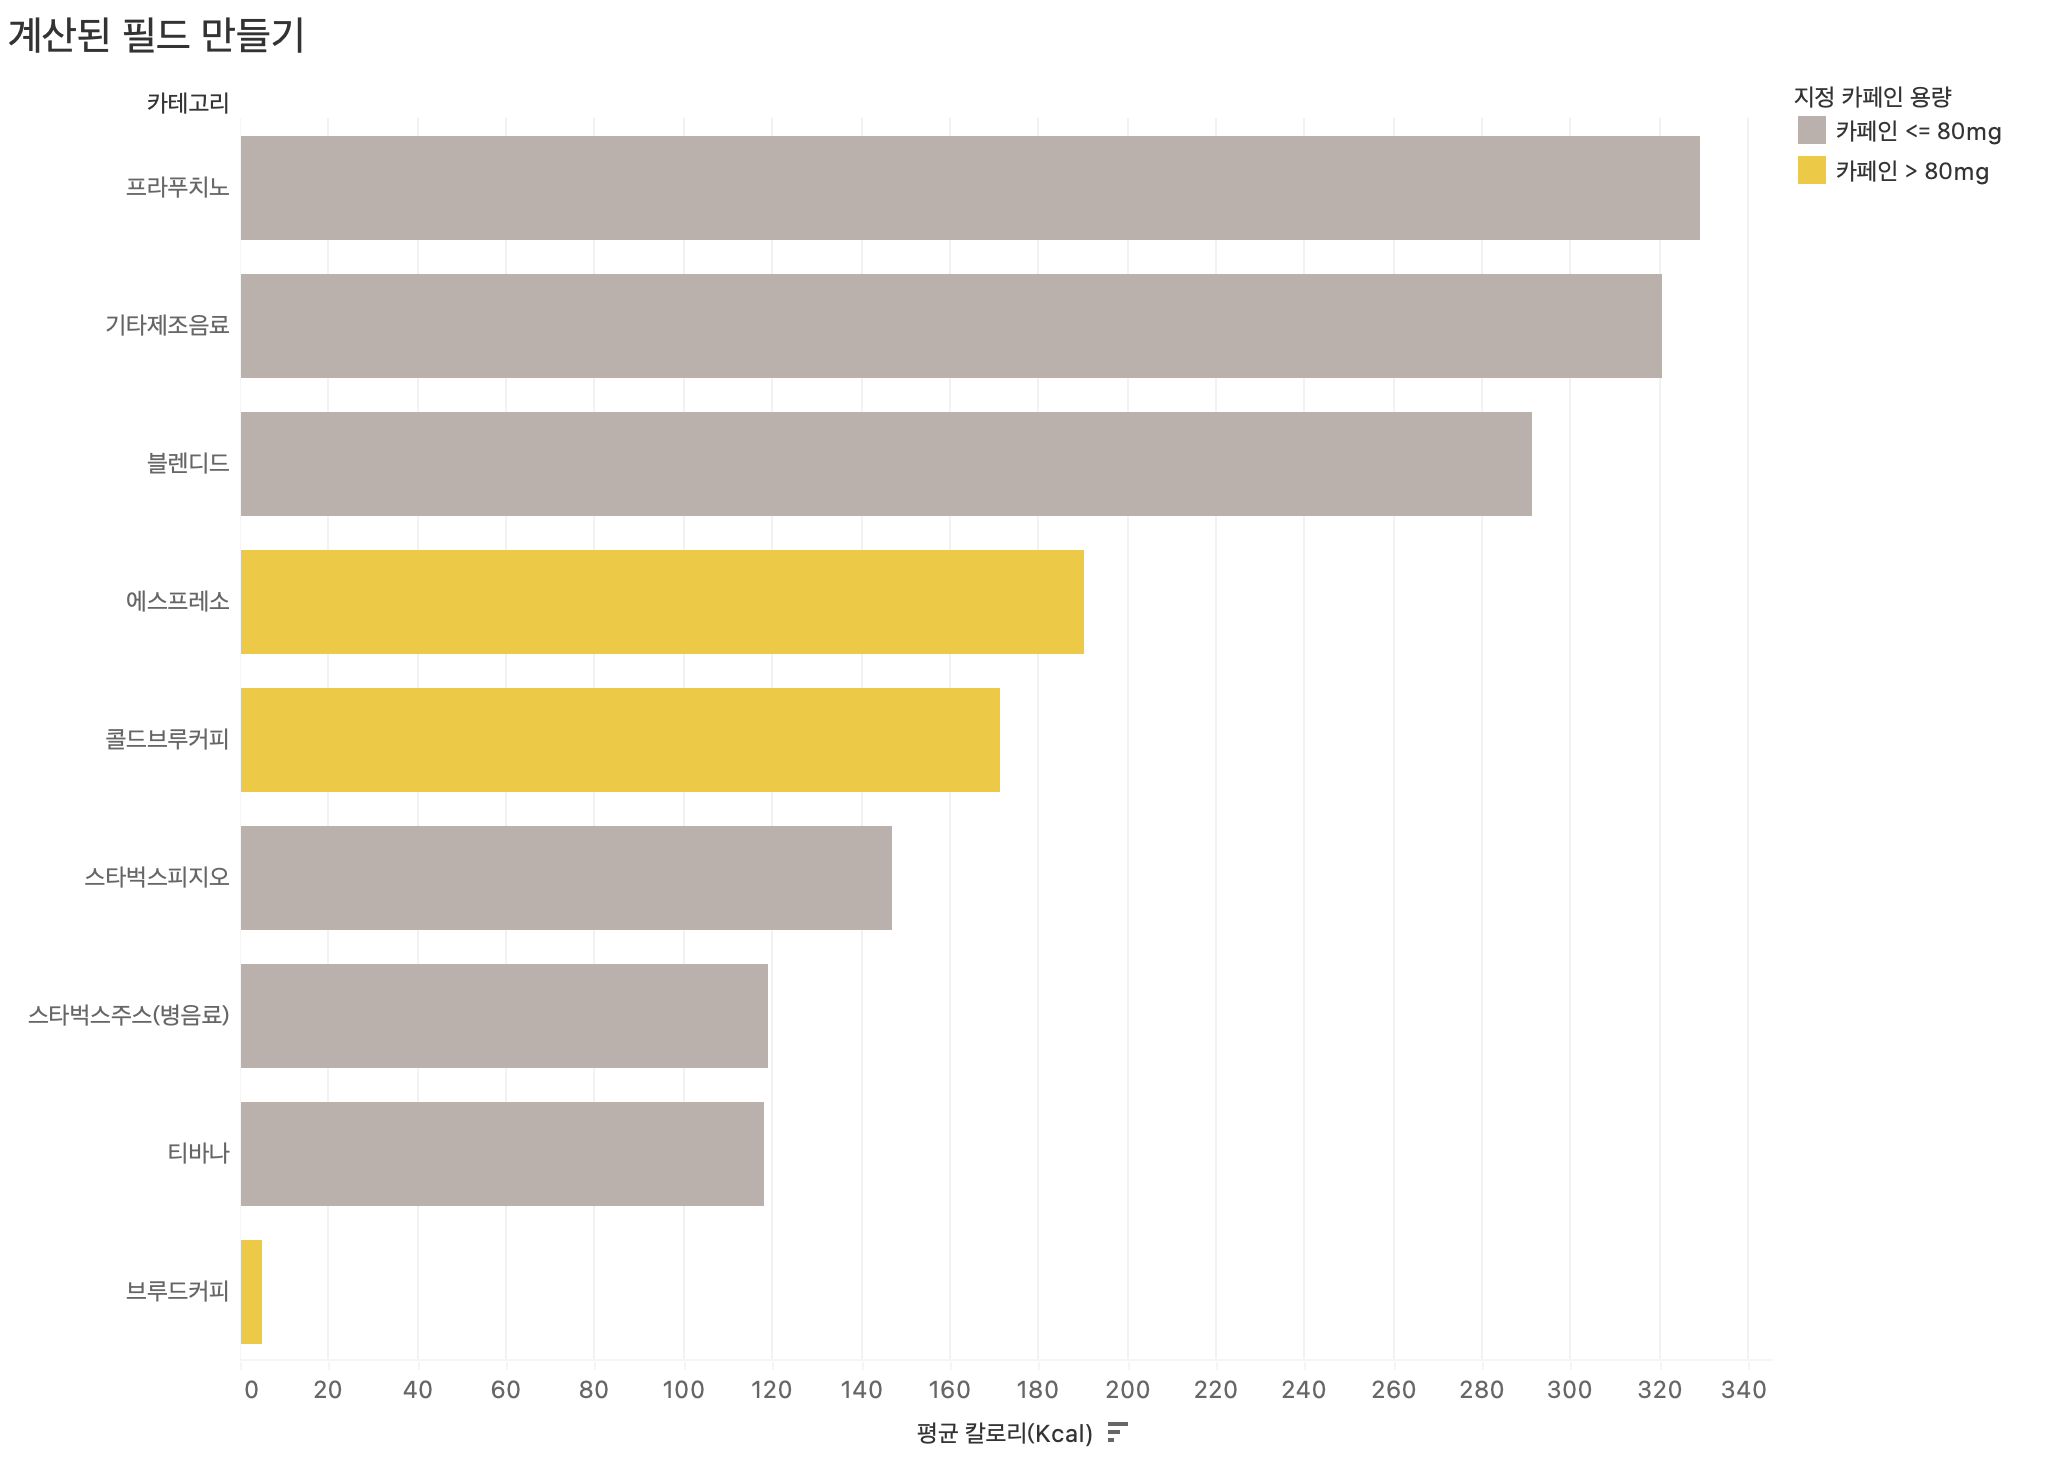 계산된 필드 만들기
카테고리
프라푸치노
기타제조음료
블렌디드
에스프레소
콜드브루커피
스타벅스피지오
스타벅스주스(병음료)
티바나
브루드커피
0 20 40 60 80 100 120 140 160 180 200 220 240 260 280 300 320 340
평균 칼로리(Kcal)
지정 카페인 용량
카페인 <= 80mg
카페인 > 80mg